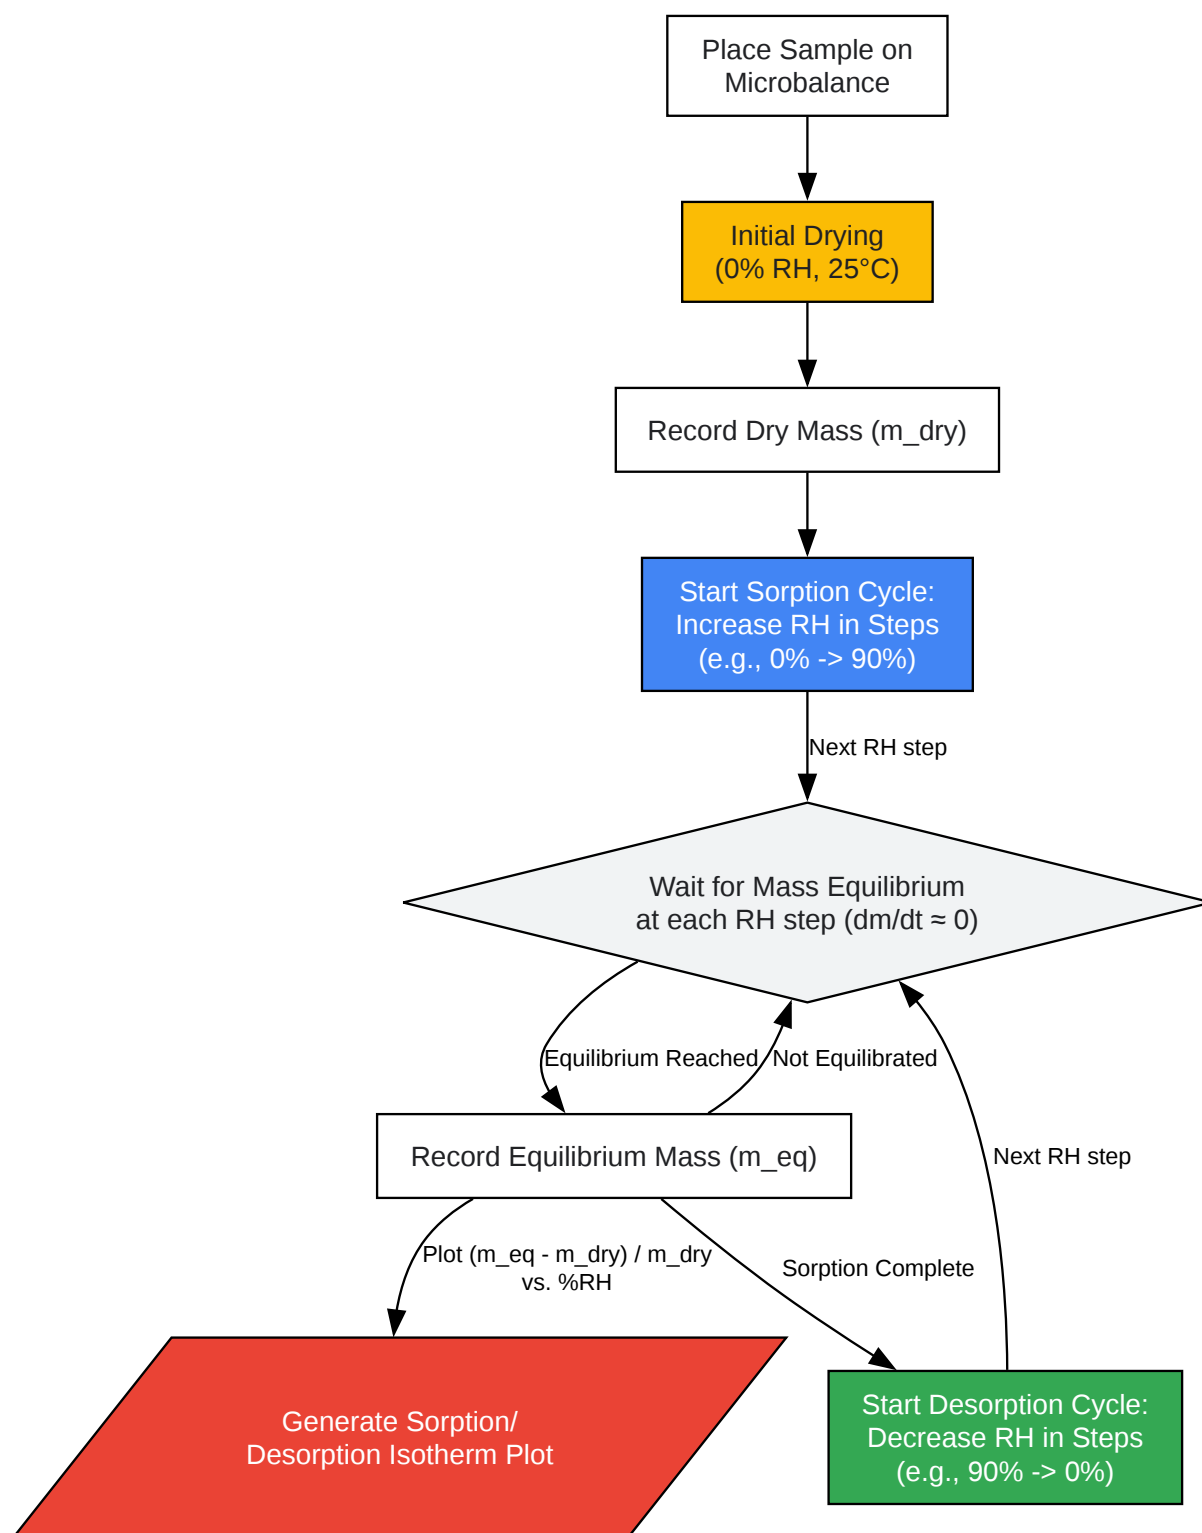 Place Sample on
Microbalance
Initial Drying
(0% RH, 25°C)
Record Dry Mass (m_dry)
Start Sorption Cycle:
Increase RH in Steps
(e.g., 0% -> 90%)
Next RH step
Wait for Mass Equilibrium
at each RH step (dm/dt ≈ 0)
Equilibrium Reached
Not Equilibrated
Record Equilibrium Mass (m_eq)
Next RH step
Plot (m_eq - m_dry) / m_dry
vs. %RH
Sorption Complete
Generate Sorption/
Desorption Isotherm Plot
Start Desorption Cycle:
Decrease RH in Steps
(e.g., 90% -> 0%)